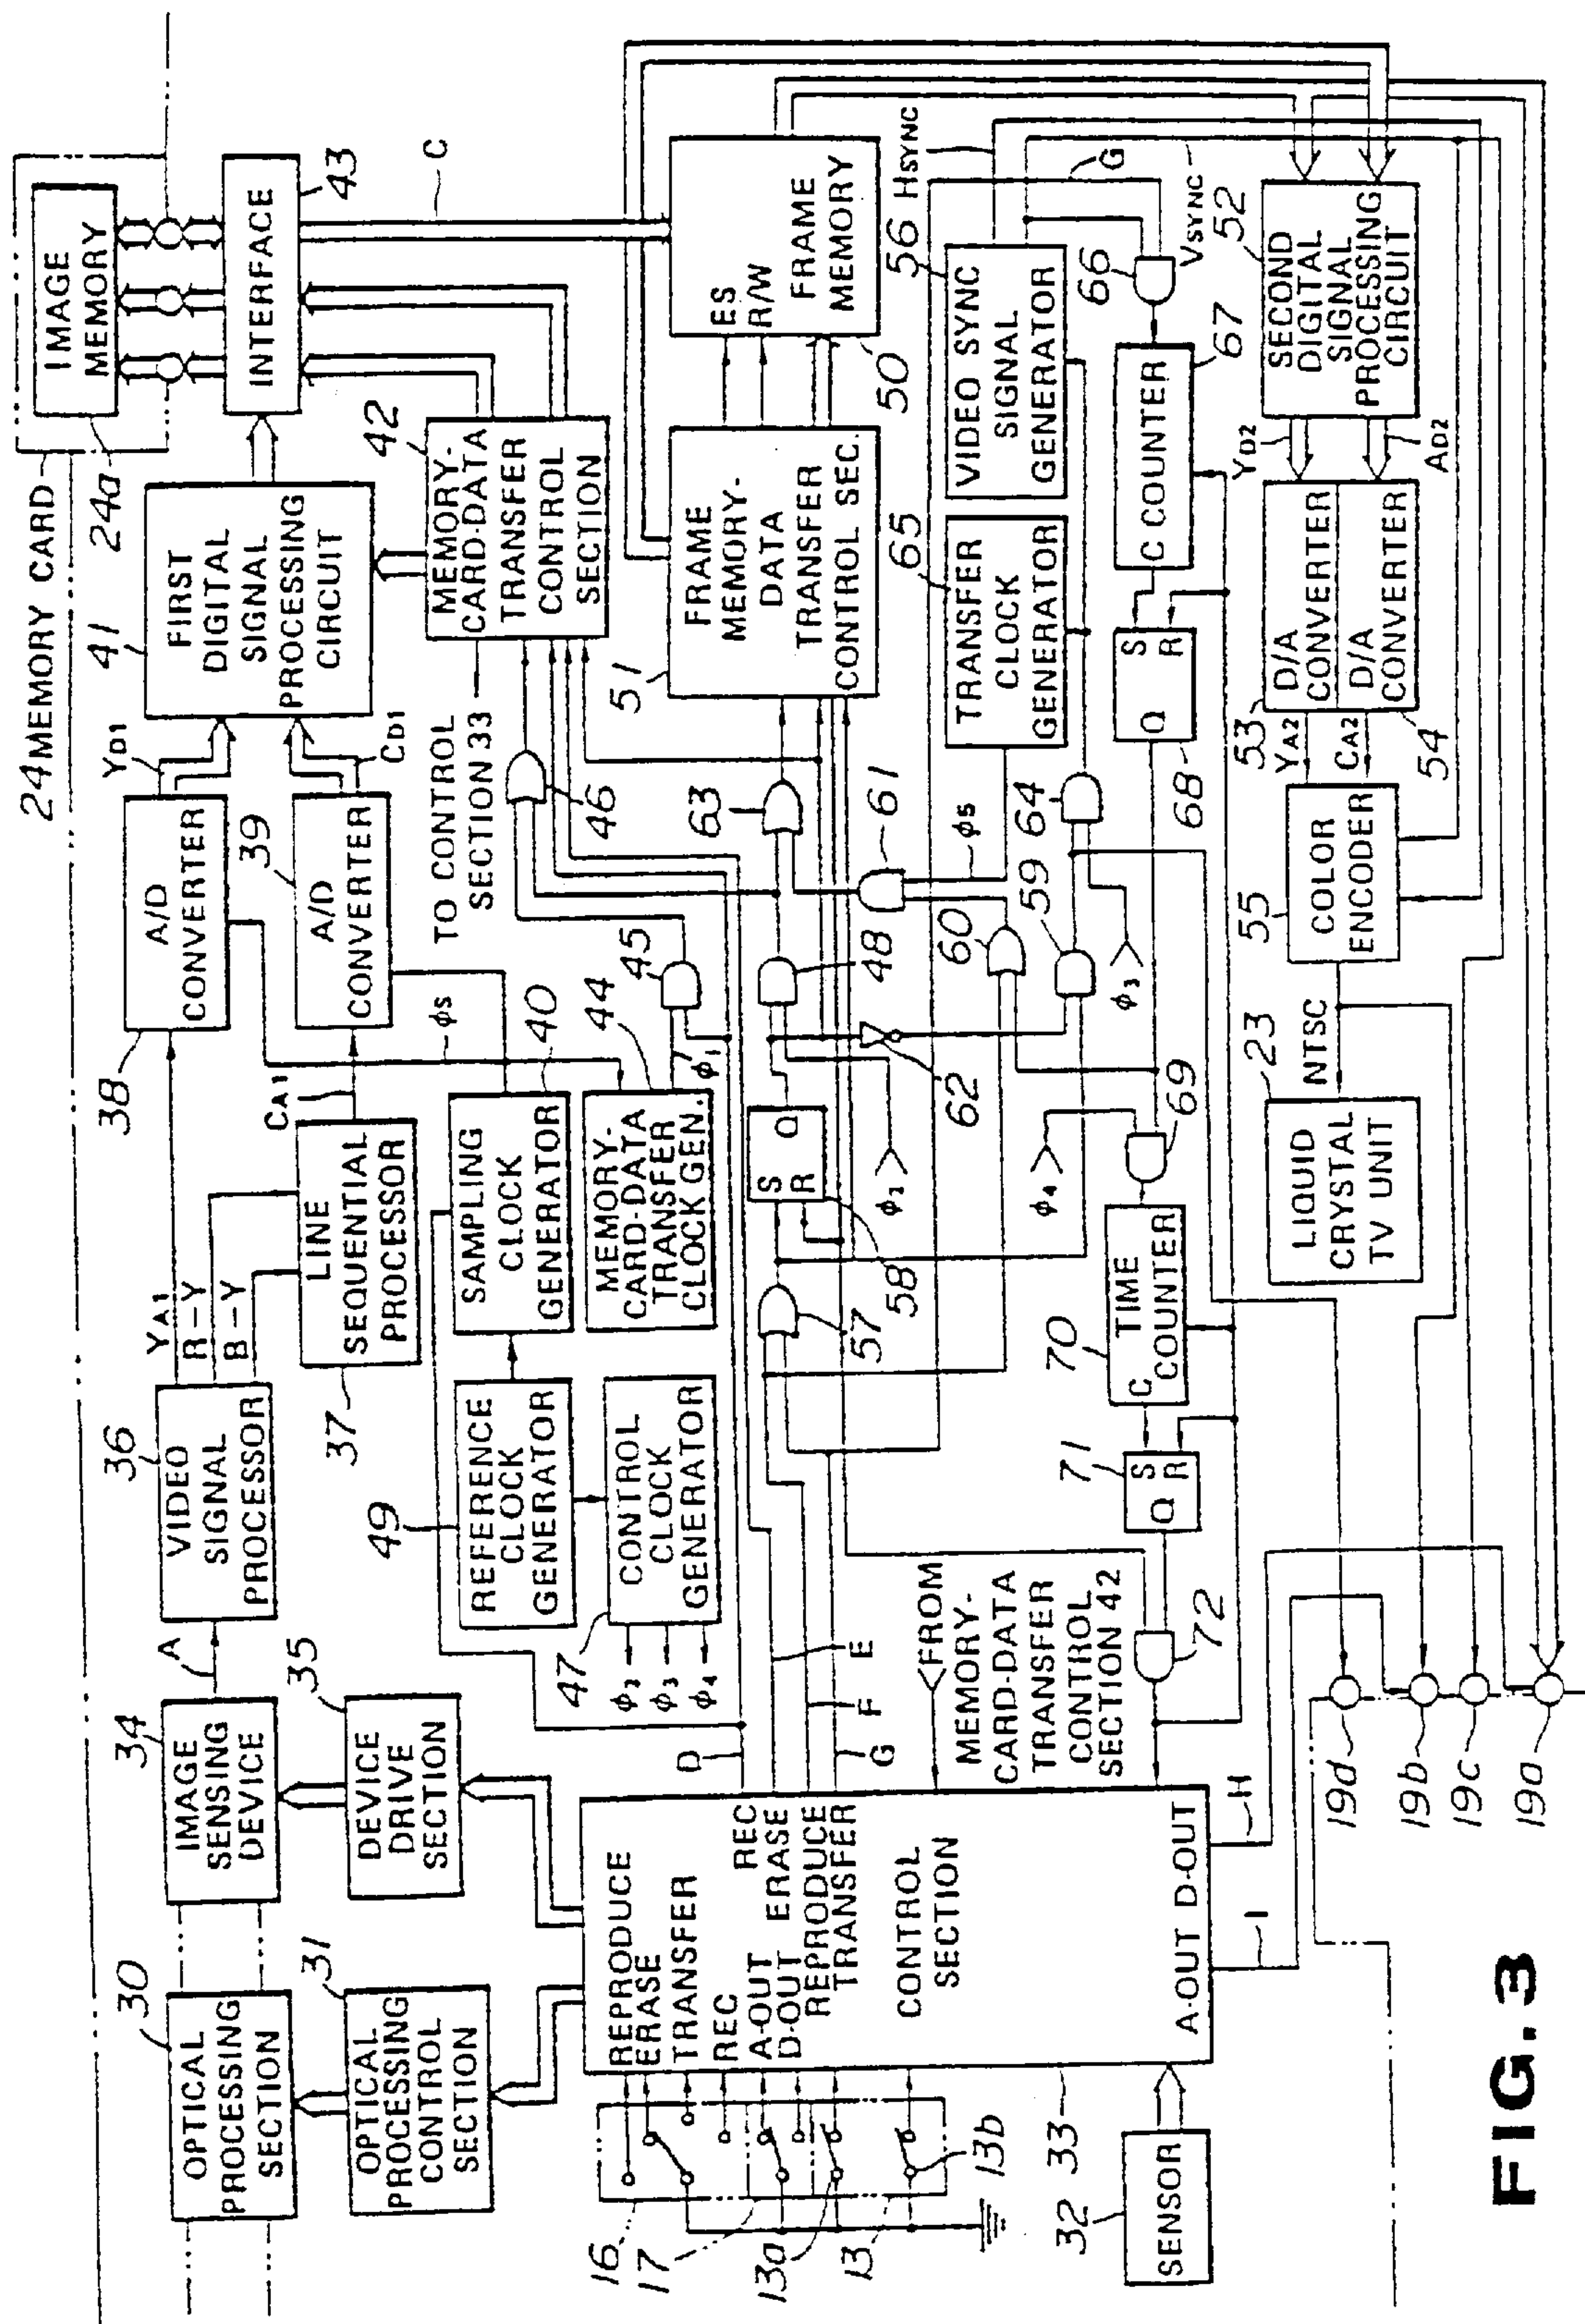 24 MEMORY CARD
IMAGE
MEMORY
24a
30
OPTICAL
PROCESSING
SECTION
34
IMAGE
SENSING
DEVICE
A
36
VIDEO
SIGNAL
PROCESSOR
YA1
R-Y
B-Y
38
A/D
CONVERTER
YD1
41
FIRST
DIGITAL
SIGNAL
PROCESSING
CIRCUIT
INTERFACE
43
31
OPTICAL
PROCESSING
CONTROL
SECTION
35
DEVICE
DRIVE
SECTION
37
LINE
SEQUENTIAL
PROCESSOR
CA1
39
A/D
CONVERTER
CD1
φS
C
49
REFERENCE
CLOCK
GENERATOR
SAMPLING
CLOCK
GENERATOR
40
TO CONTROL
SECTION 33
42
MEMORY-
CARD-DATA
TRANSFER
CONTROL
SECTION
47
CONTROL
CLOCK
GENERATOR
φ2
φ3
φ4
MEMORY-
CARD-DATA
TRANSFER
CLOCK GEN.
44
φ1
45
46
16
17
13a
13
13b
REPRODUCE
ERASE
TRANSFER
REC
A-OUT
D-OUT
REC
ERASE
REPRODUCE
TRANSFER
CONTROL
SECTION
A-OUT D-OUT
33
32
SENSOR
D
E
F
G
H
I
57
S
R
Q
58
48
φ2
62
63
51
FRAME
MEMORY-
DATA
TRANSFER
CONTROL SEC.
ES
R/W
FRAME
MEMORY
50
61
φS
60
59
64
φ3
65
TRANSFER
CLOCK
GENERATOR
VIDEO SYNC
SIGNAL
GENERATOR
56
HSYNC
G
VSYNC
66
C COUNTER
67
S
R
Q
68
φ4
69
70
TIME
COUNTER
C
71
S
R
Q
72
FROM
MEMORY-
CARD-DATA
TRANSFER
CONTROL
SECTION 42
LIQUID
CRYSTAL
TV UNIT
23
NTSC
55
COLOR
ENCODER
YA2
CA2
53
D/A
CONVERTER
D/A
CONVERTER
54
YD2
AD2
SECOND
DIGITAL
SIGNAL
PROCESSING
CIRCUIT
52
19d
19b
19c
19a
FIG. 3